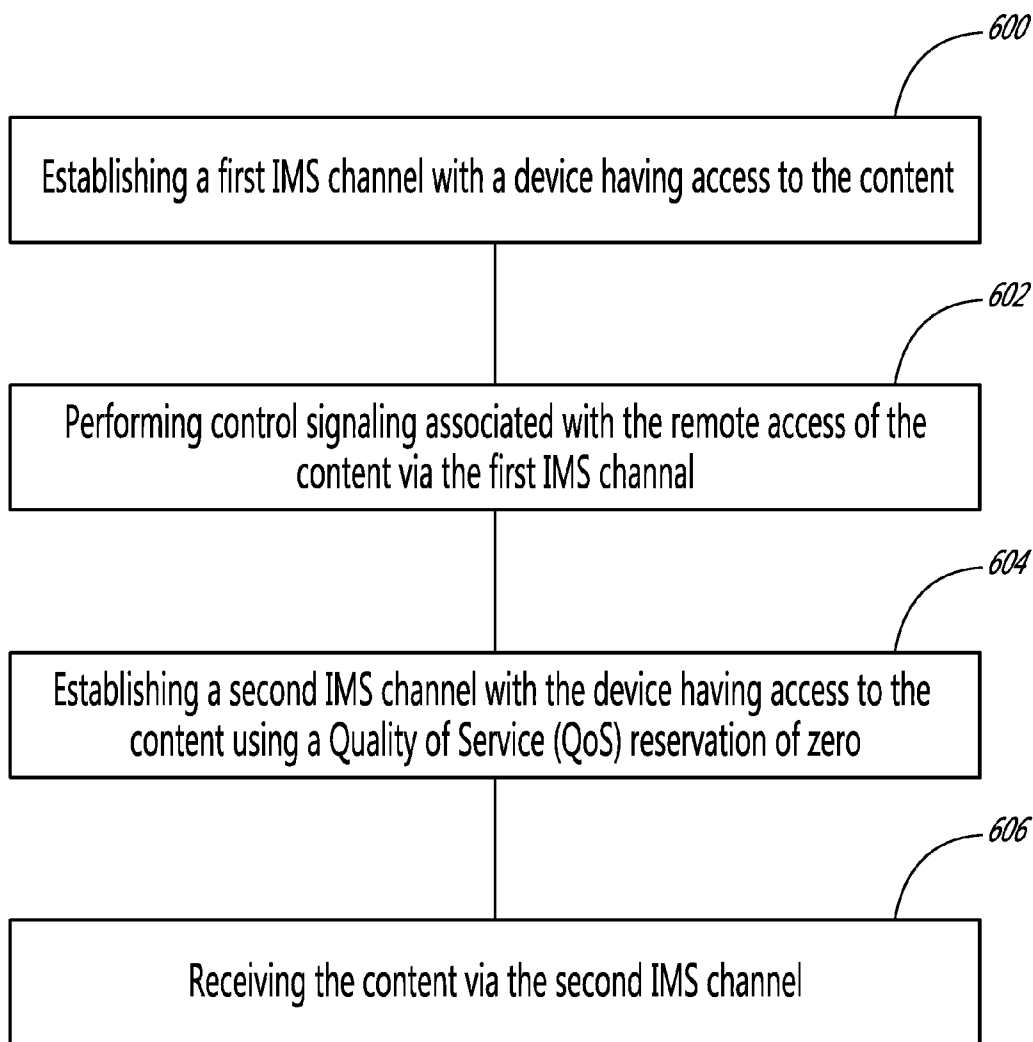 600
Establishing a first IMS channel with a device having access to the content
602
Performing control signaling associated with the remote access of the
content via the first IMS channal
604
Establishing a second IMS channel with the device having access to the
content using a Quality of Service (QoS) reservation of zero
606
Receiving the content via the second IMS channel